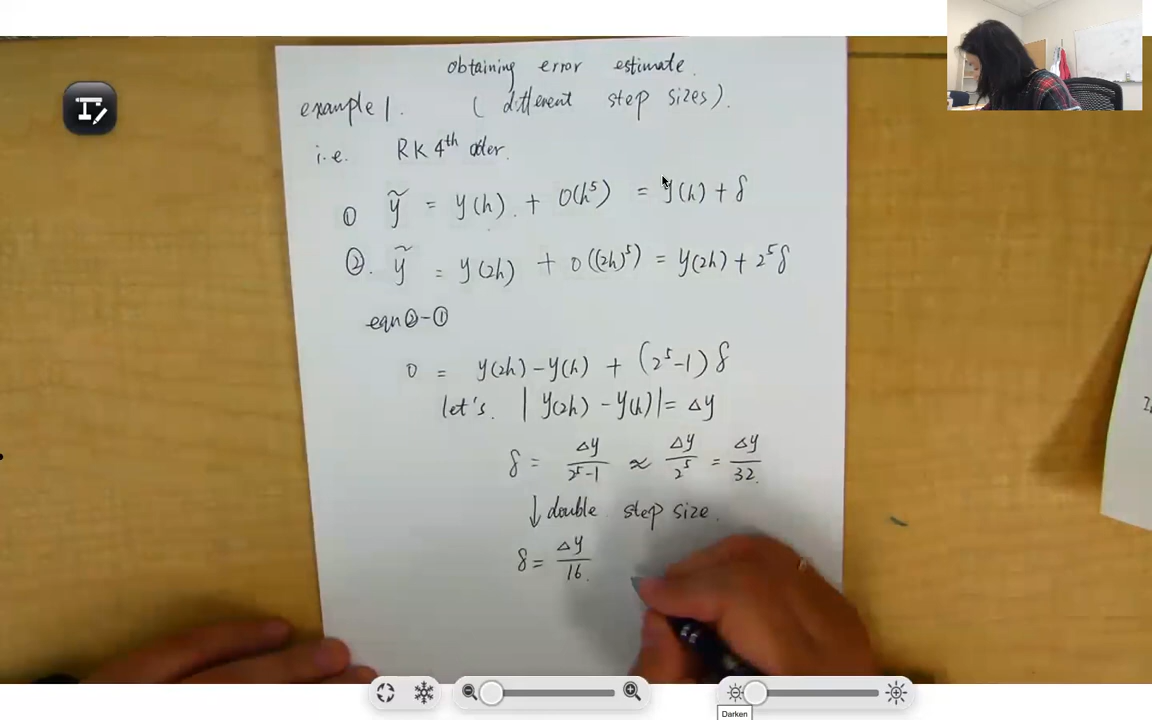 obtaining error estimate.
example 1. (different step sizes).
i.e. RK 4th oder.
① ỹ = y(h) + O(h⁵) = y(h) + δ
②. ỹ = y(2h) + O((2h)⁵) = y(2h) + 2⁵δ
eqn②-①
0 = y(2h) - y(h) + (2⁵-1) δ
let's. | y(2h) - y(h)| = Δy
δ = Δy/(2⁵-1) ≈ Δy/2⁵ = Δy/32.
↓ double step size.
δ = Δy/16.
Darken